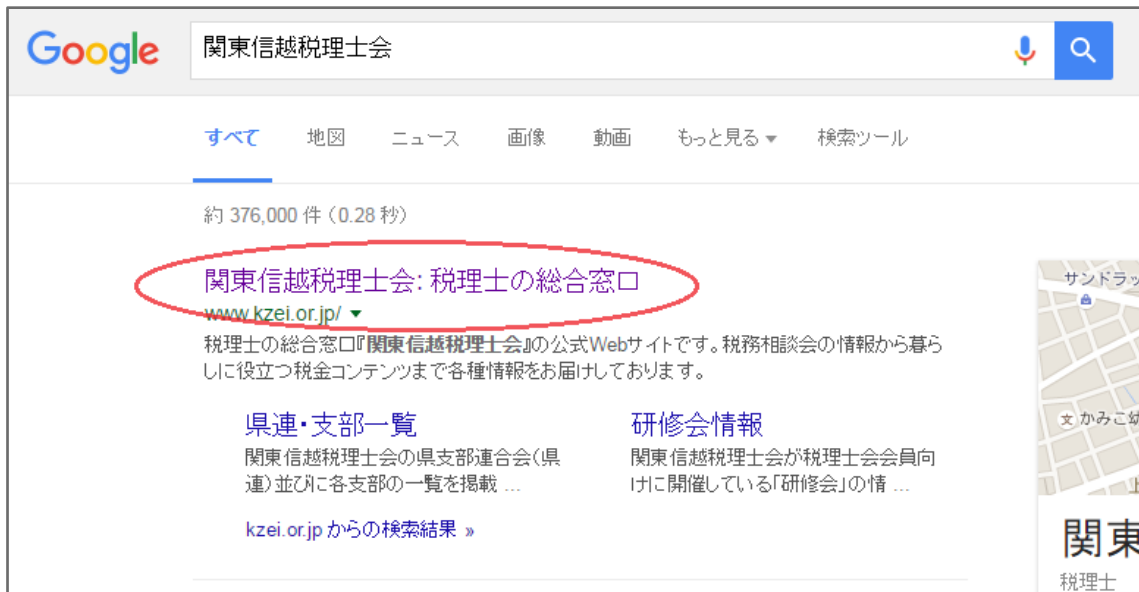 Google
関東信越税理士会
すべて 地図 ニュース 画像 動画 もっと見る 検索ツール
約 376,000 件 (0.28 秒)
関東信越税理士会: 税理士の総合窓口
www.kzei.or.jp/
税理士の総合窓口『関東信越税理士会』の公式Webサイトです。税務相談会の情報から暮ら
しに役立つ税金コンテンツまで各種情報をお届けしております。
県連・支部一覧
関東信越税理士会の県支部連合会(県
連)並びに各支部の一覧を掲載 ...
研修会情報
関東信越税理士会が税理士会会員向
けに開催している「研修会」の情 ...
kzei.or.jp からの検索結果 »
サンドラッ
文 かみこ幼
関東
税理士